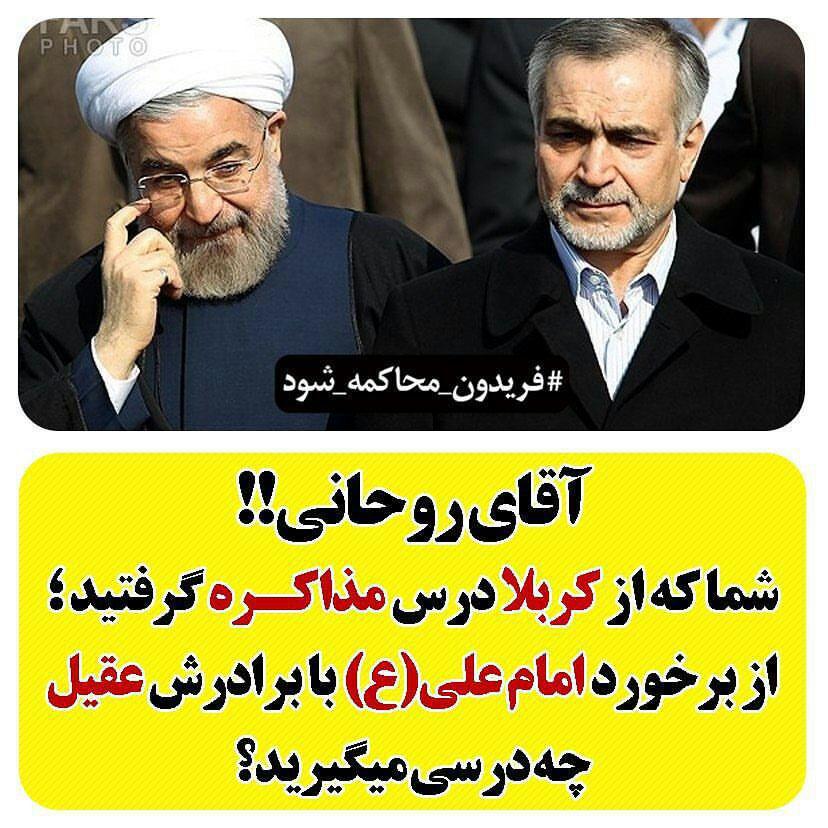 FARS
PHOTO
#فریدون_محاکمه_شود
آقای روحانی!!
شما که از کربلا درس مذاکــره گرفتید؛
از برخورد امام علی(ع) با برادرش عقیل
چه درسی میگیرید؟